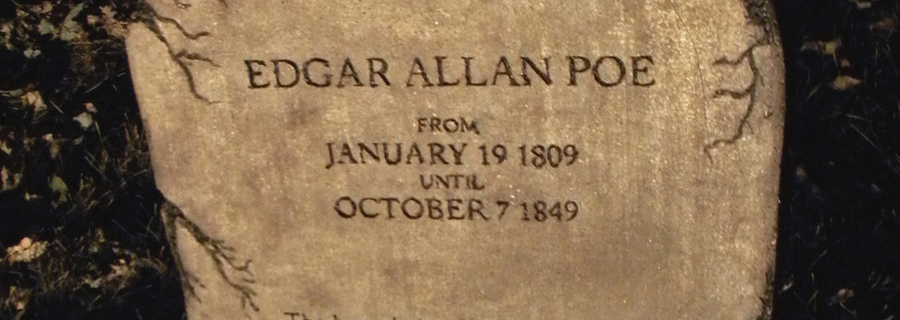 EDGAR ALLAN POE
FROM
JANUARY 19 1809
UNTIL
OCTOBER 7 1849